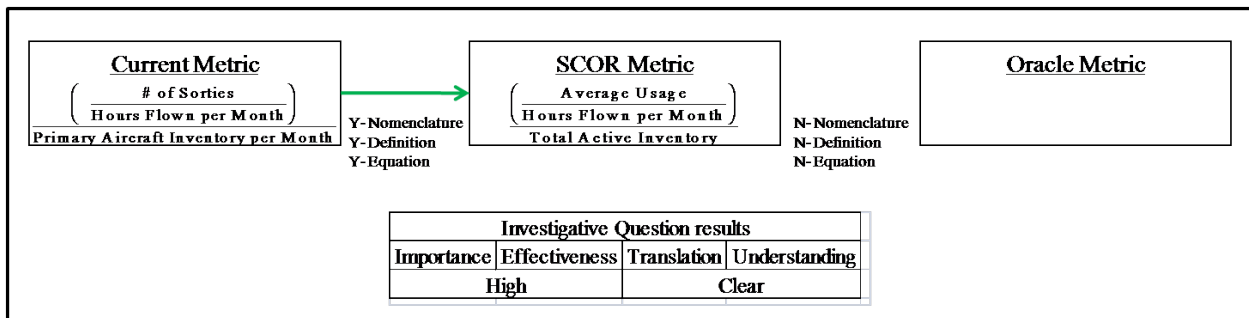 Current Metric
# of Sorties
Hours Flown per Month
Primary Aircraft Inventory per Month
Y-Nomenclature
Y-Definition
Y-Equation
SCOR Metric
Average Usage
Hours Flown per Month
Total Active Inventory
N-Nomenclature
N-Definition
N-Equation
Oracle Metric
Investigative Question results
Importance Effectiveness Translation Understanding
High Clear